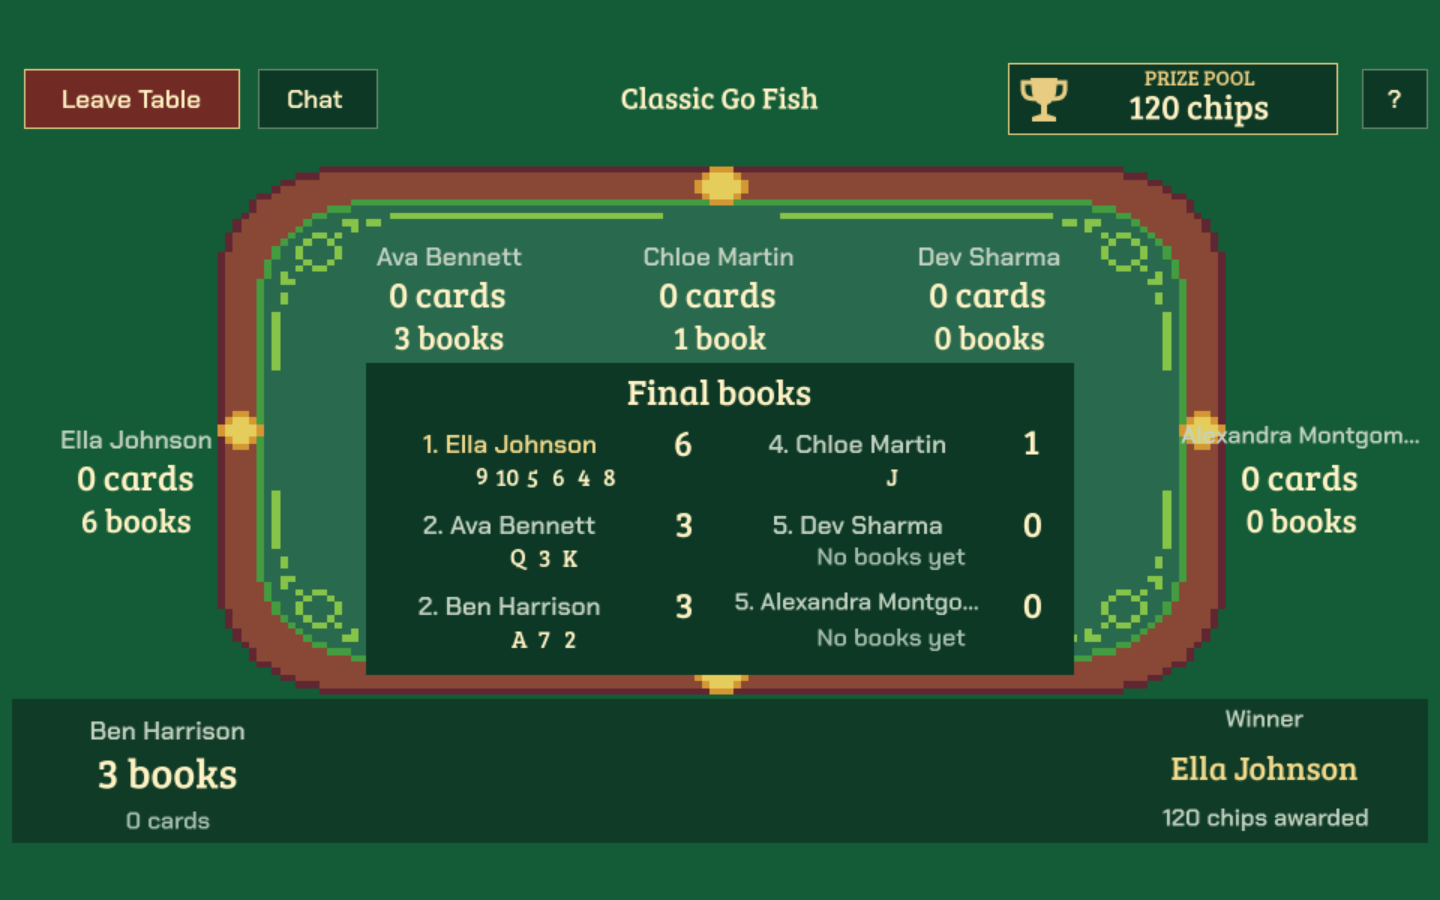 Leave Table
Chat
Classic Go Fish
PRIZE POOL
120 chips
?
Ava Bennett
0 cards
3 books
Chloe Martin
0 cards
1 book
Dev Sharma
0 cards
0 books
Ella Johnson
0 cards
6 books
Alexandra Montgom...
0 cards
0 books
Final books
1. Ella Johnson 6
9 10 5 6 4 8
2. Ava Bennett 3
Q 3 K
2. Ben Harrison 3
A 7 2
4. Chloe Martin 1
J
5. Dev Sharma 0
No books yet
5. Alexandra Montgo... 0
No books yet
Ben Harrison
3 books
0 cards
Winner
Ella Johnson
120 chips awarded